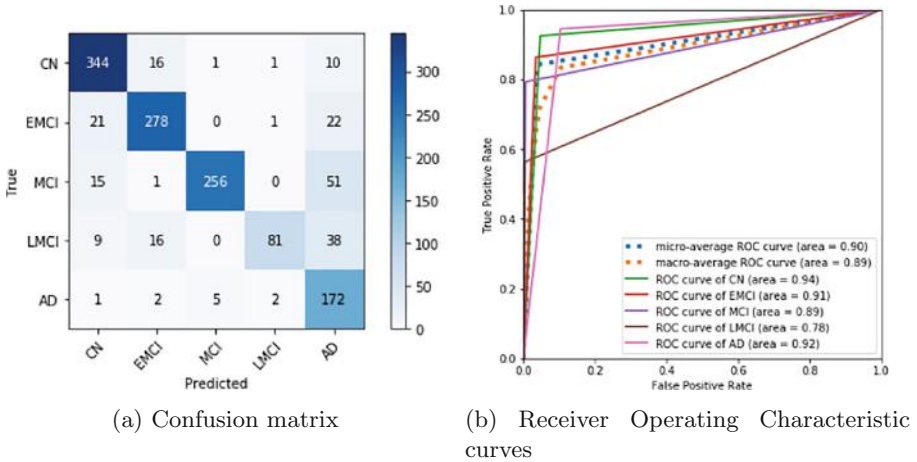 CN 344 16 1 1 10
EMCI 21 278 0 1 22
MCI 15 1 256 0 51
LMCI 9 16 0 81 38
AD 1 2 5 2 172
True
CN EMCI MCI LMCI AD
Predicted
300
250
200
150
100
50
0
(a) Confusion matrix
1.0
0.8
0.6
0.4
0.2
0.0
True Positive Rate
micro-average ROC curve (area = 0.90)
macro-average ROC curve (area = 0.89)
ROC curve of CN (area = 0.94)
ROC curve of EMCI (area = 0.91)
ROC curve of MCI (area = 0.89)
ROC curve of LMCI (area = 0.78)
ROC curve of AD (area = 0.92)
0.0 0.2 0.4 0.6 0.8 1.0
False Positive Rate
(b) Receiver Operating Characteristic
curves